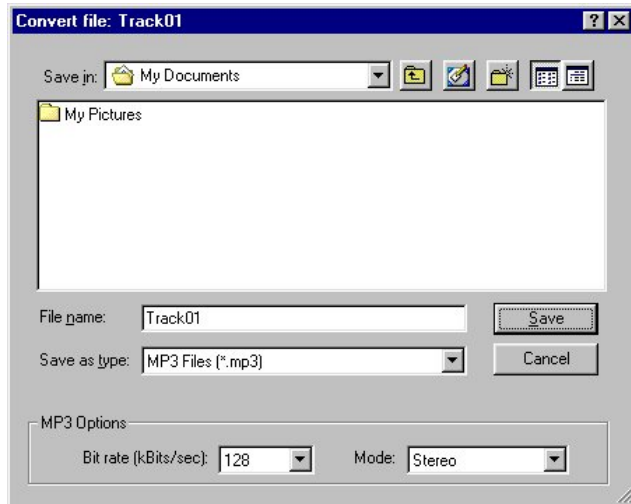 Convert file: Track01
Save in: My Documents
My Pictures
File name: Track01 Save
Save as type: MP3 Files (*.mp3) Cancel
MP3 Options
Bit rate (kBits/sec): 128 Mode: Stereo